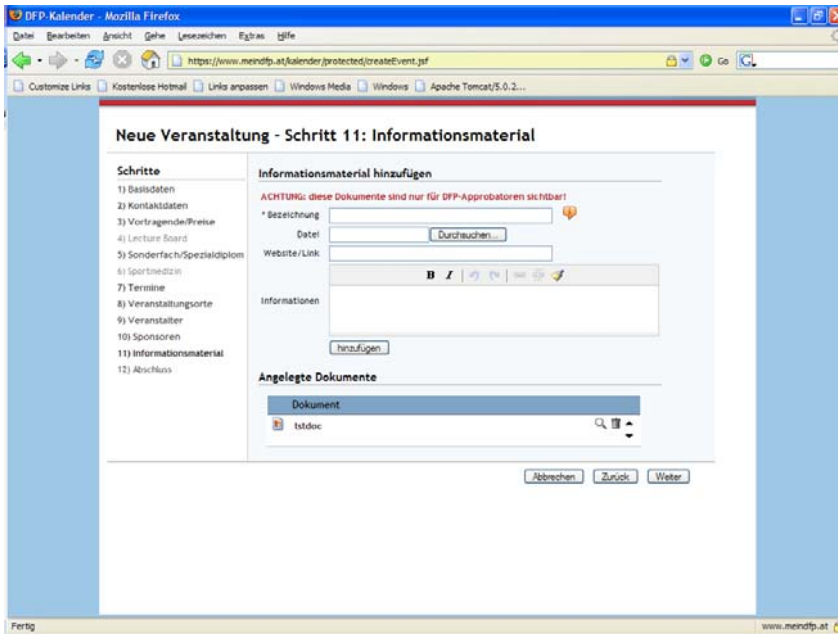 DFP-Kalender - Mozilla Firefox
Datei Bearbeiten Ansicht Gehe Lesezeichen Extras Hilfe
https://www.meindfp.at/kalender/protected/createEvent.jsf
Go
G
Customize Links Kostenlose Hotmail Links anpassen Windows Media Windows Apache Tomcat/5.0.2...
Neue Veranstaltung - Schritt 11: Informationsmaterial
Schritte
1) Basisdaten
2) Kontaktdaten
3) Vortragende/Preise
4) Lecture Board
5) Sonderfach/Spezialdiplom
6) Sportmedizin
7) Termine
8) Veranstaltungsorte
9) Veranstalter
10) Sponsoren
11) Informationsmaterial
12) Abschluss
Informationsmaterial hinzufügen
ACHTUNG: diese Dokumente sind nur für DFP-Approbatoren sichtbar!
* Bezeichnung
Datei Durchsuchen...
Website/Link
B I
Informationen
hinzufügen
Angelegte Dokumente
Dokument
tstdoc
Abbrechen Zurück Weiter
Fertig www.meindfp.at